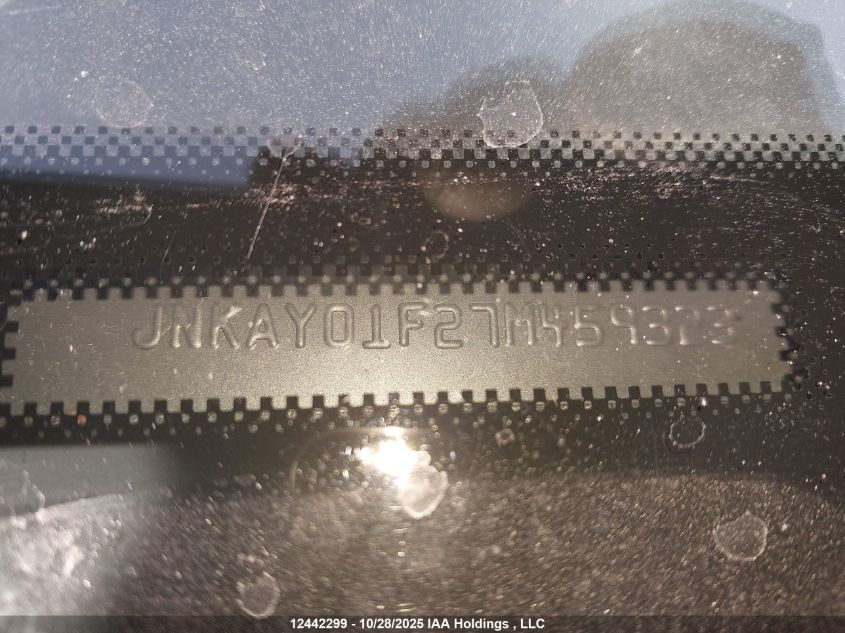 JNKAY01F27M459323
12442299 - 10/28/2025 IAA Holdings , LLC